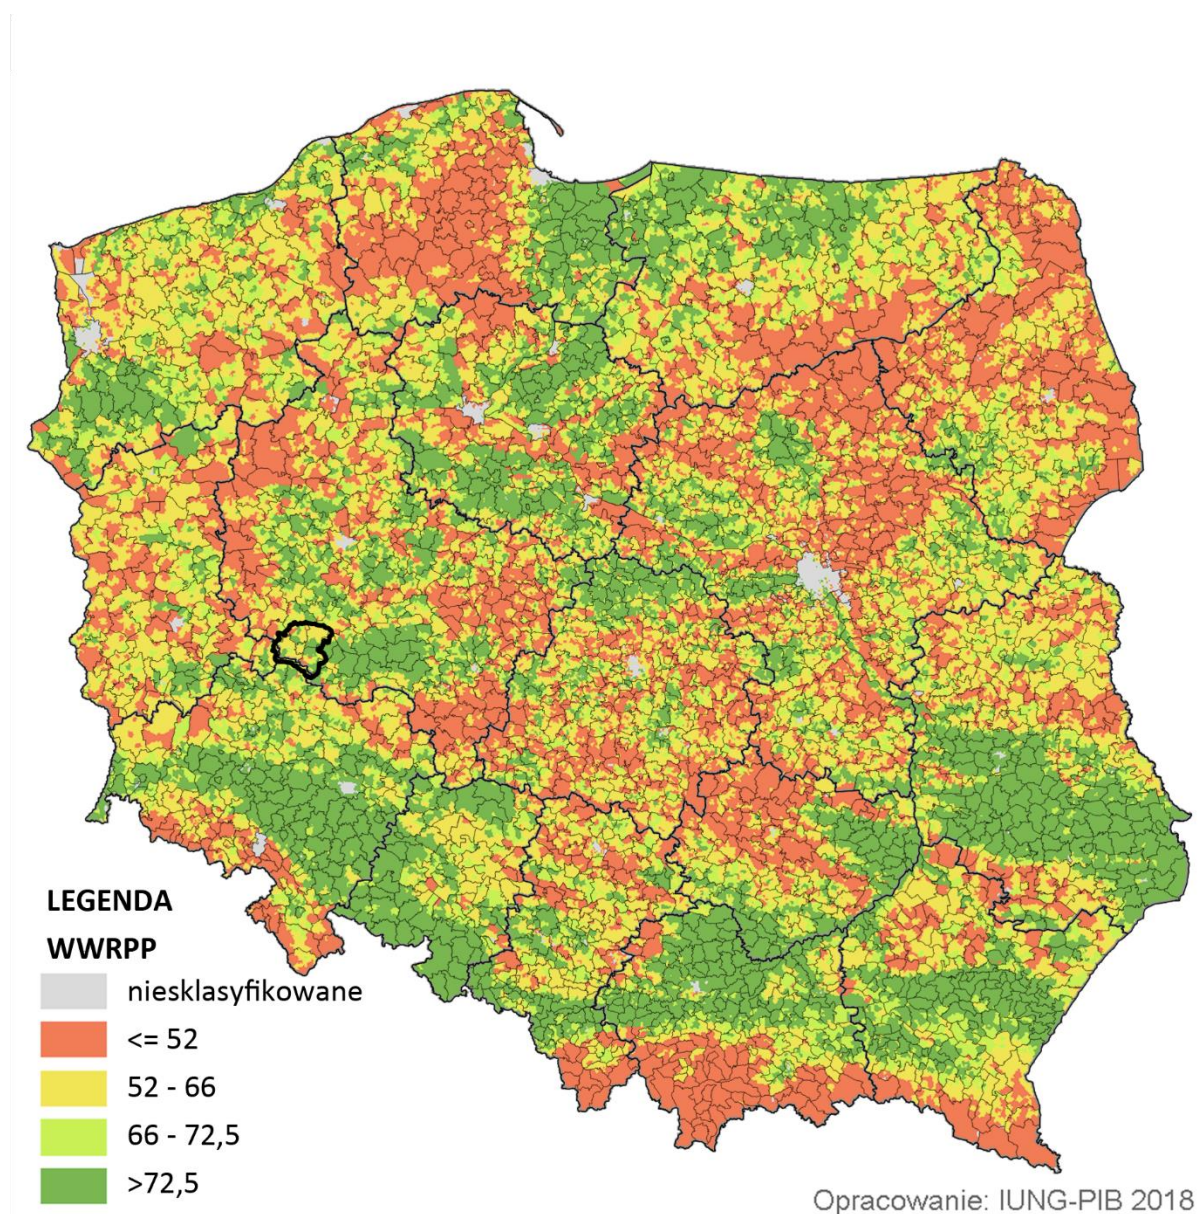 LEGENDA
WWRPP
niesklasyfikowane
<= 52
52 - 66
66 - 72,5
>72,5
Opracowanie: IUNG-PIB 2018